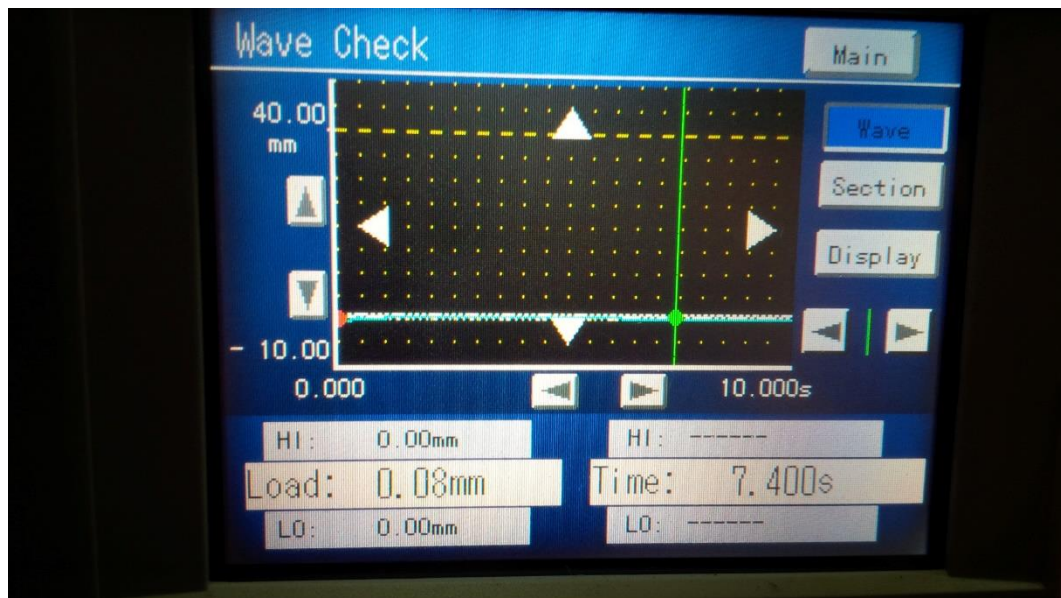 Wave Check
Main
40.00
mm
Wave
Section
Display
- 10.00
0.000
10.000s
HI: 0.00mm
HI: ------
Load: 0.08mm
Time: 7.400s
LO: 0.00mm
LO: ------